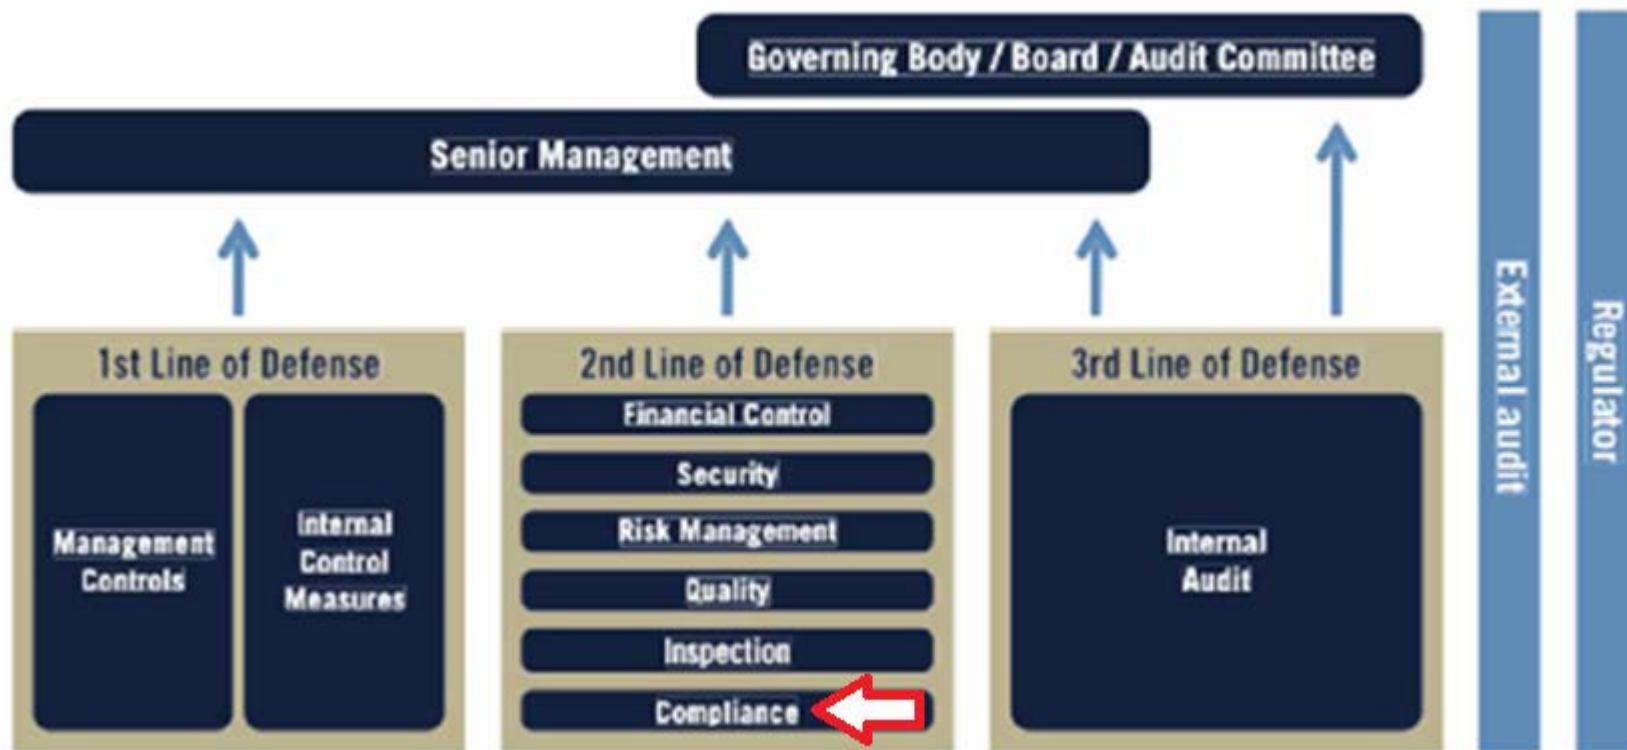 Governing Body / Board / Audit Committee
Senior Management
1st Line of Defense
Management
Controls
Internal
Control
Measures
2nd Line of Defense
Financial Control
Security
Risk Management
Quality
Inspection
Compliance
3rd Line of Defense
Internal
Audit
External audit
Regulator